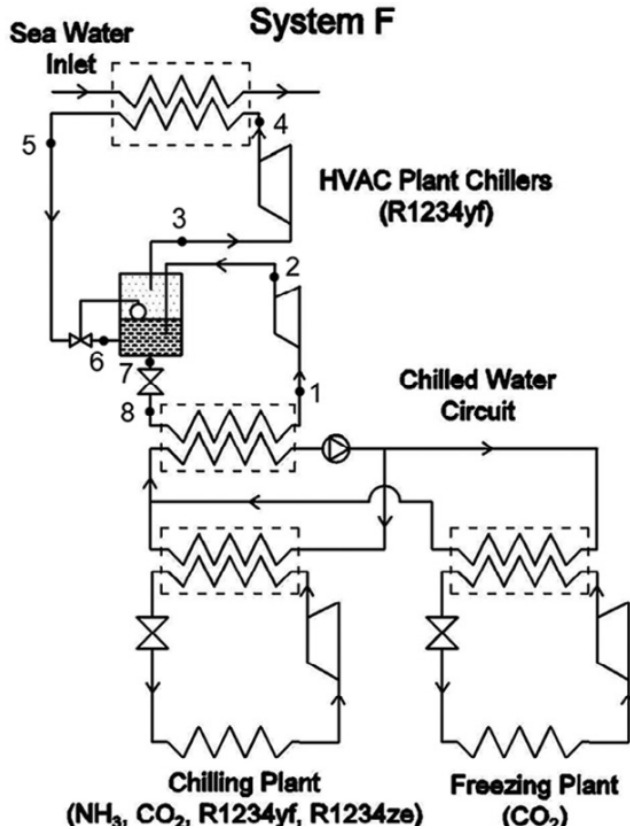 System F
Sea Water
Inlet
5
4
HVAC Plant Chillers
(R1234yf)
3
2
6
7
1
8
Chilled Water
Circuit
Chilling Plant
(NH₃, CO₂, R1234yf, R1234ze)
Freezing Plant
(CO₂)